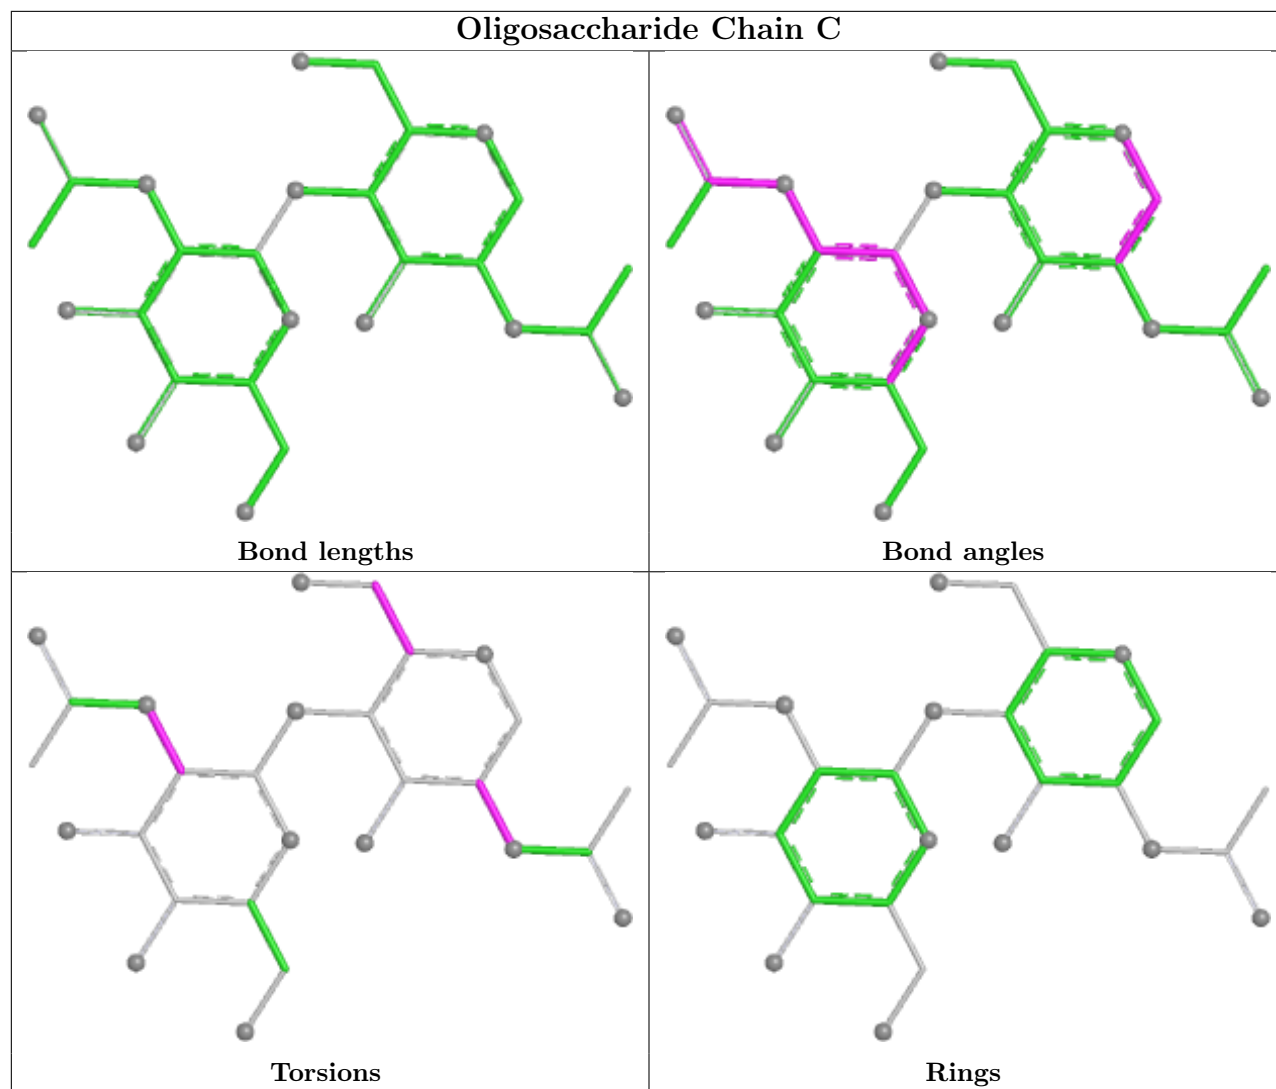 Oligosaccharide Chain C
Bond lengths
Bond angles
Torsions
Rings